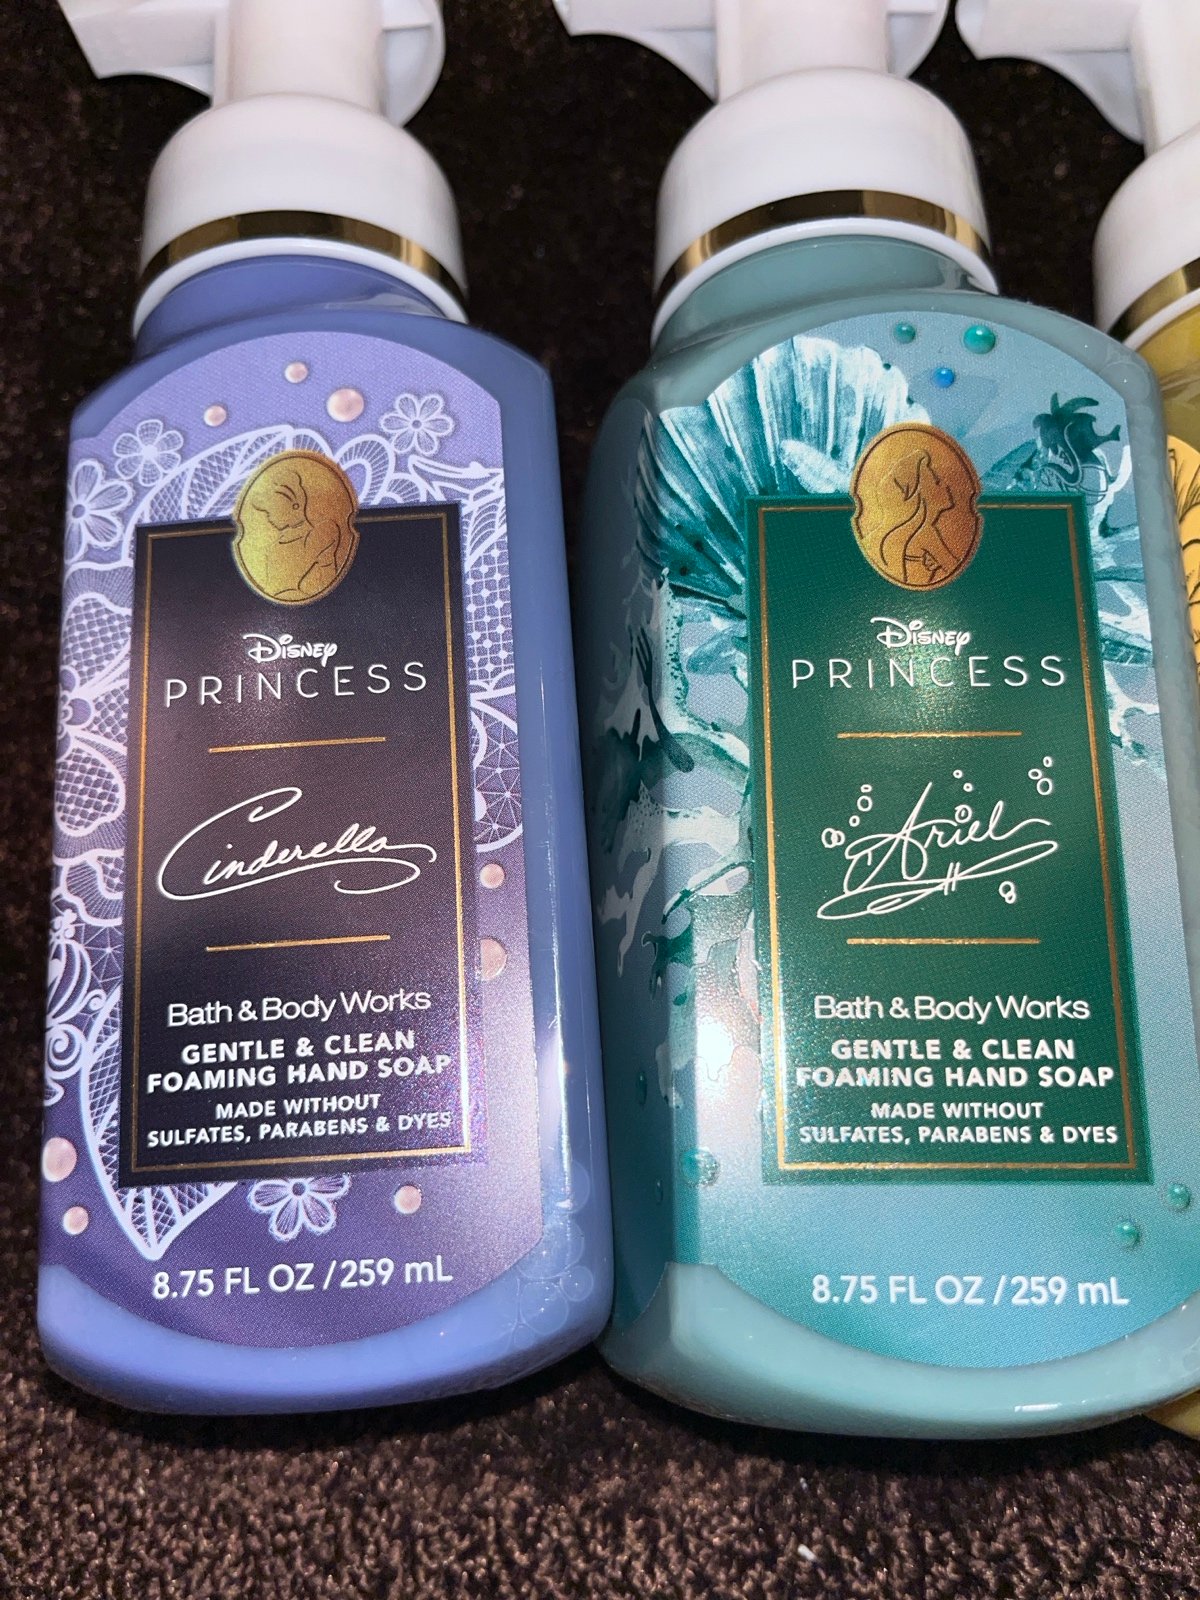 Disney
PRINCESS
Cinderella
Bath & Body Works
GENTLE & CLEAN
FOAMING HAND SOAP
MADE WITHOUT
SULFATES, PARABENS & DYES
8.75 FL OZ / 259 mL
Disney
PRINCESS
Ariel
Bath & Body Works
GENTLE & CLEAN
FOAMING HAND SOAP
MADE WITHOUT
SULFATES, PARABENS & DYES
8.75 FL OZ / 259 mL